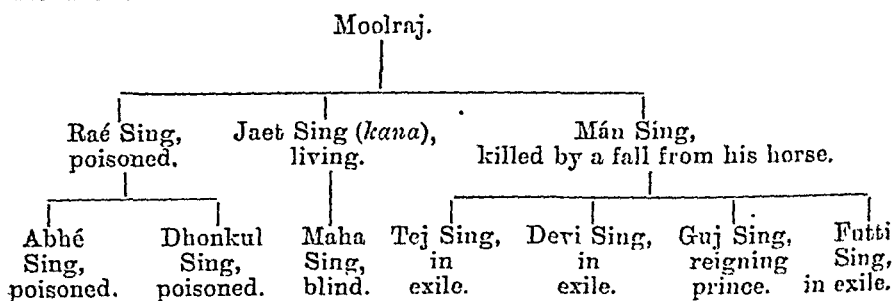 Moolraj.
Raé Sing, Jaet Sing (kana), Mán Sing,
poisoned. living. killed by a fall from his horse.
Abhé Dhonkul Maha Tej Sing, Devi Sing, Guj Sing, Futti
Sing, Sing, Sing, in in reigning Sing,
poisoned. poisoned. blind. exile. exile. prince. in exile.